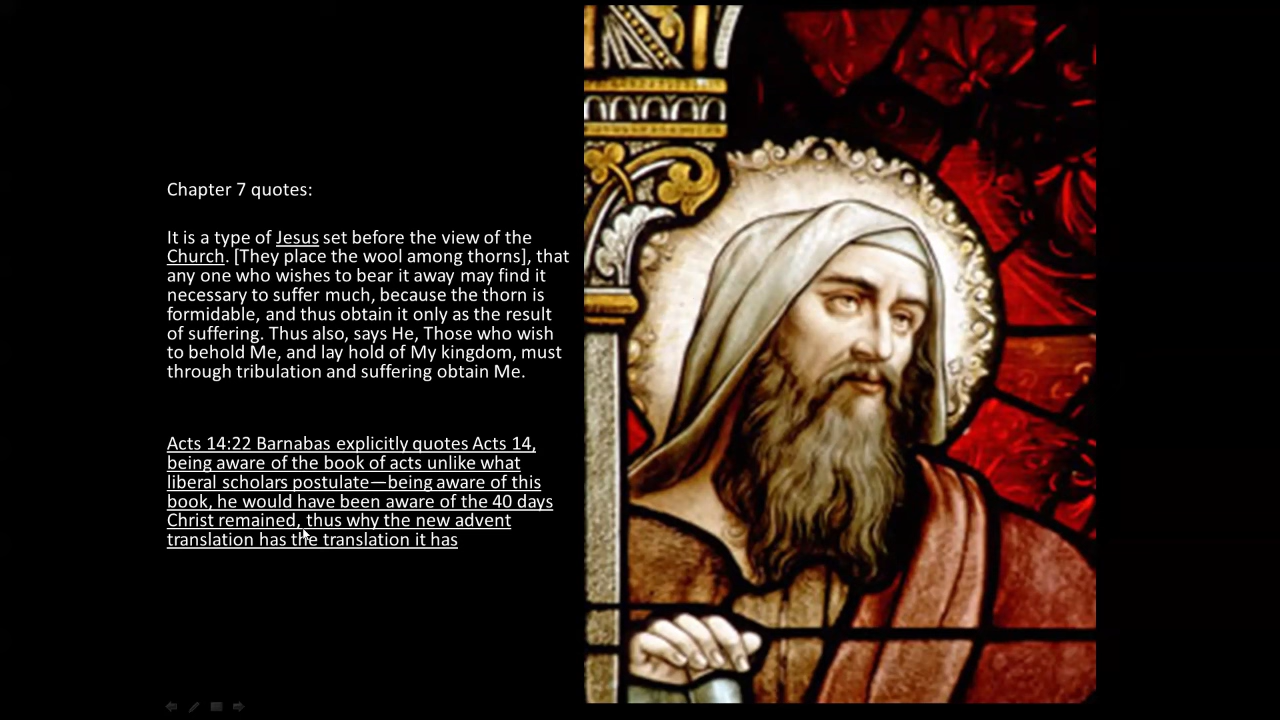 Chapter 7 quotes:
It is a type of Jesus set before the view of the
Church. [They place the wool among thorns], that
any one who wishes to bear it away may find it
necessary to suffer much, because the thorn is
formidable, and thus obtain it only as the result
of suffering. Thus also, says He, Those who wish
to behold Me, and lay hold of My kingdom, must
through tribulation and suffering obtain Me.
Acts 14:22 Barnabas explicitly quotes Acts 14,
being aware of the book of acts unlike what
liberal scholars postulate—being aware of this
book, he would have been aware of the 40 days
Christ remained, thus why the new advent
translation has the translation it has